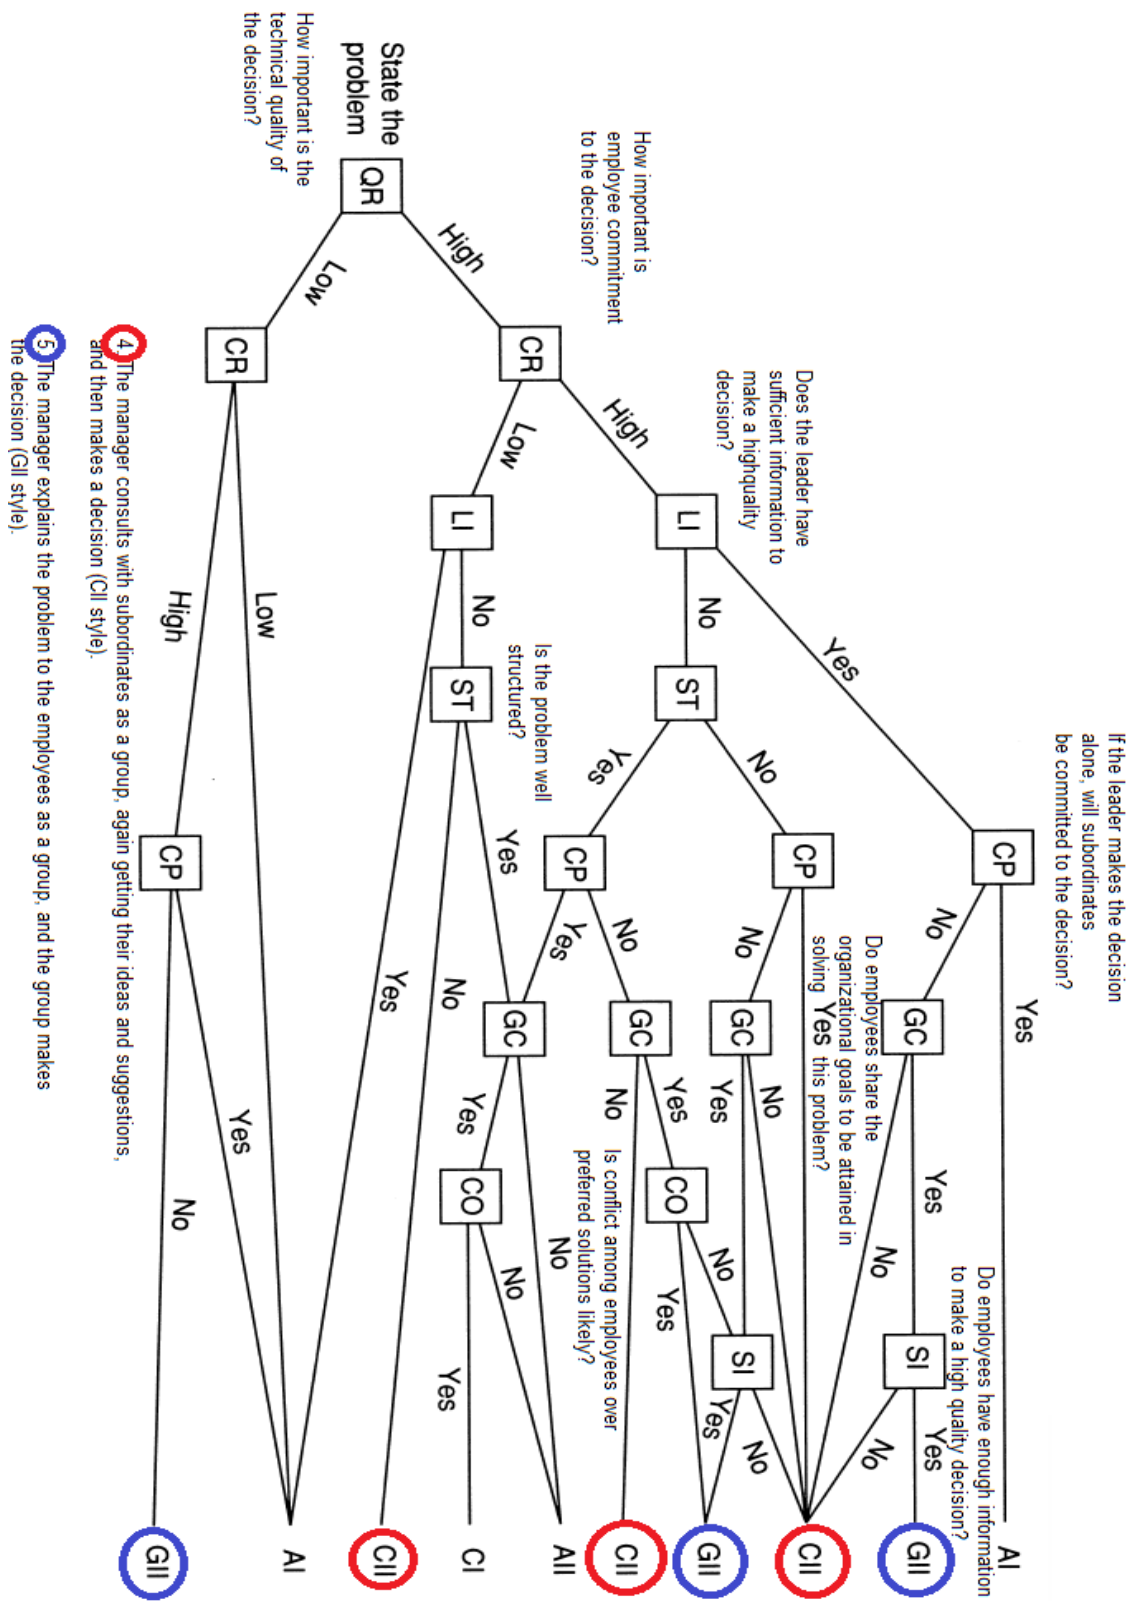 If the leader makes the decision
alone, will subordinates
be committed to the decision?
Does the leader have
sufficient information to
make a highquality
decision?
How important is
employee commitment
to the decision?
State the
problem
How important is the
technical quality of
the decision?
QR
High
Low
CR
High
Low
CR
High
Low
LI
Yes
No
LI
No
Yes
ST
No
Yes
Is the problem well
structured?
ST
Yes
No
CP
Yes
No
CP
No
Yes
CP
No
Yes
CP
Yes
No
Do employees share the
organizational goals to be attained in
solving this problem?
GC
Yes
No
GC
No
Yes
GC
Yes
No
GC
No
Yes
Is conflict among employees over
preferred solutions likely?
CO
No
Yes
CO
No
Yes
Do employees have enough information
to make a high quality decision?
SI
Yes
No
SI
No
Yes
AI
GII
CII
GII
CII
AII
CI
CII
AI
GII
4. The manager consults with subordinates as a group, again getting their ideas and suggestions,
and then makes a decision (CII style).
5. The manager explains the problem to the employees as a group, and the group makes
the decision (GII style).